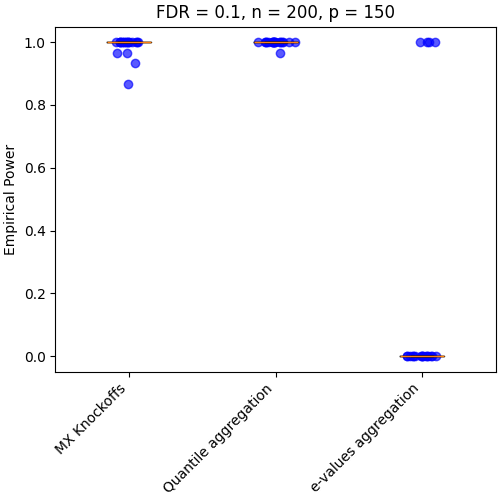 FDR = 0.1, n = 200, p = 150
1.0
0.8
0.6
0.4
0.2
0.0
Empirical Power
MX Knockoffs
Quantile aggregation
e-values aggregation